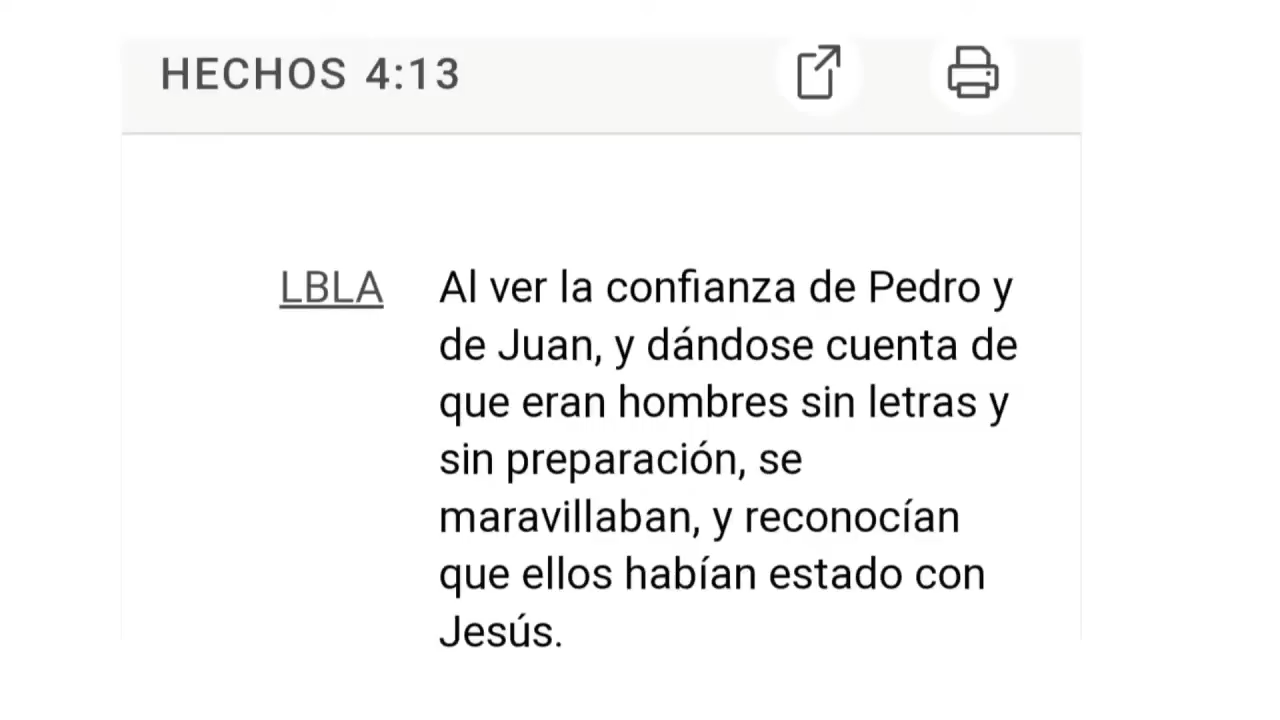 HECHOS 4:13
LBLA Al ver la confianza de Pedro y
de Juan, y dándose cuenta de
que eran hombres sin letras y
sin preparación, se
maravillaban, y reconocían
que ellos habían estado con
Jesús.